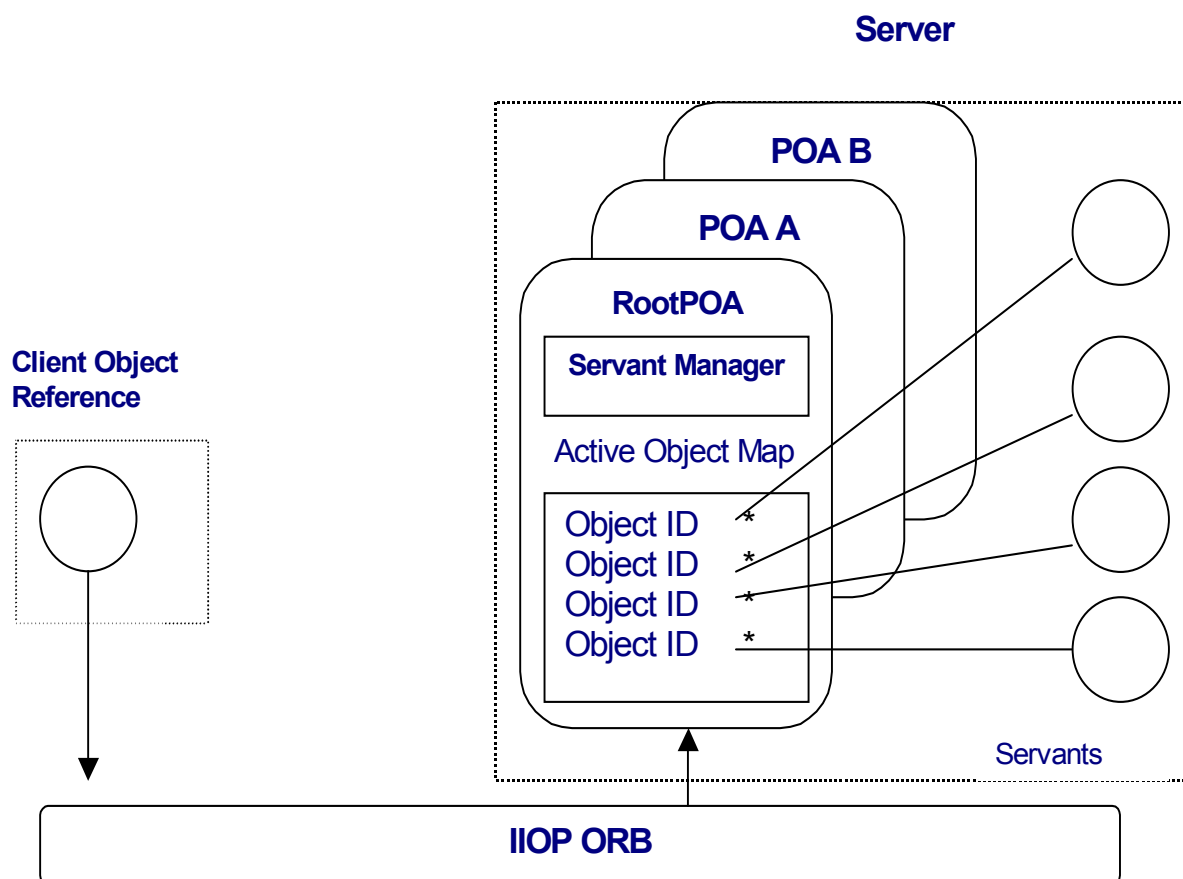 Server
POA B
POA A
RootPOA
Servant Manager
Client Object
Reference
Active Object Map
Object ID *
Object ID *
Object ID *
Object ID *
Servants
IIOP ORB